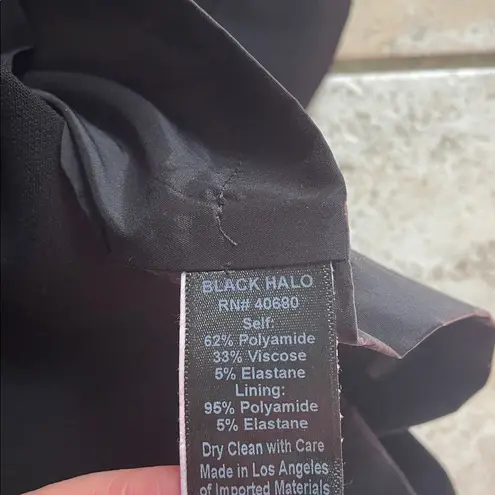 BLACK HALO
RN# 40680
Self:
62% Polyamide
33% Viscose
5% Elastane
Lining:
95% Polyamide
5% Elastane
Dry Clean with Care
Made in Los Angeles
of Imported Materials